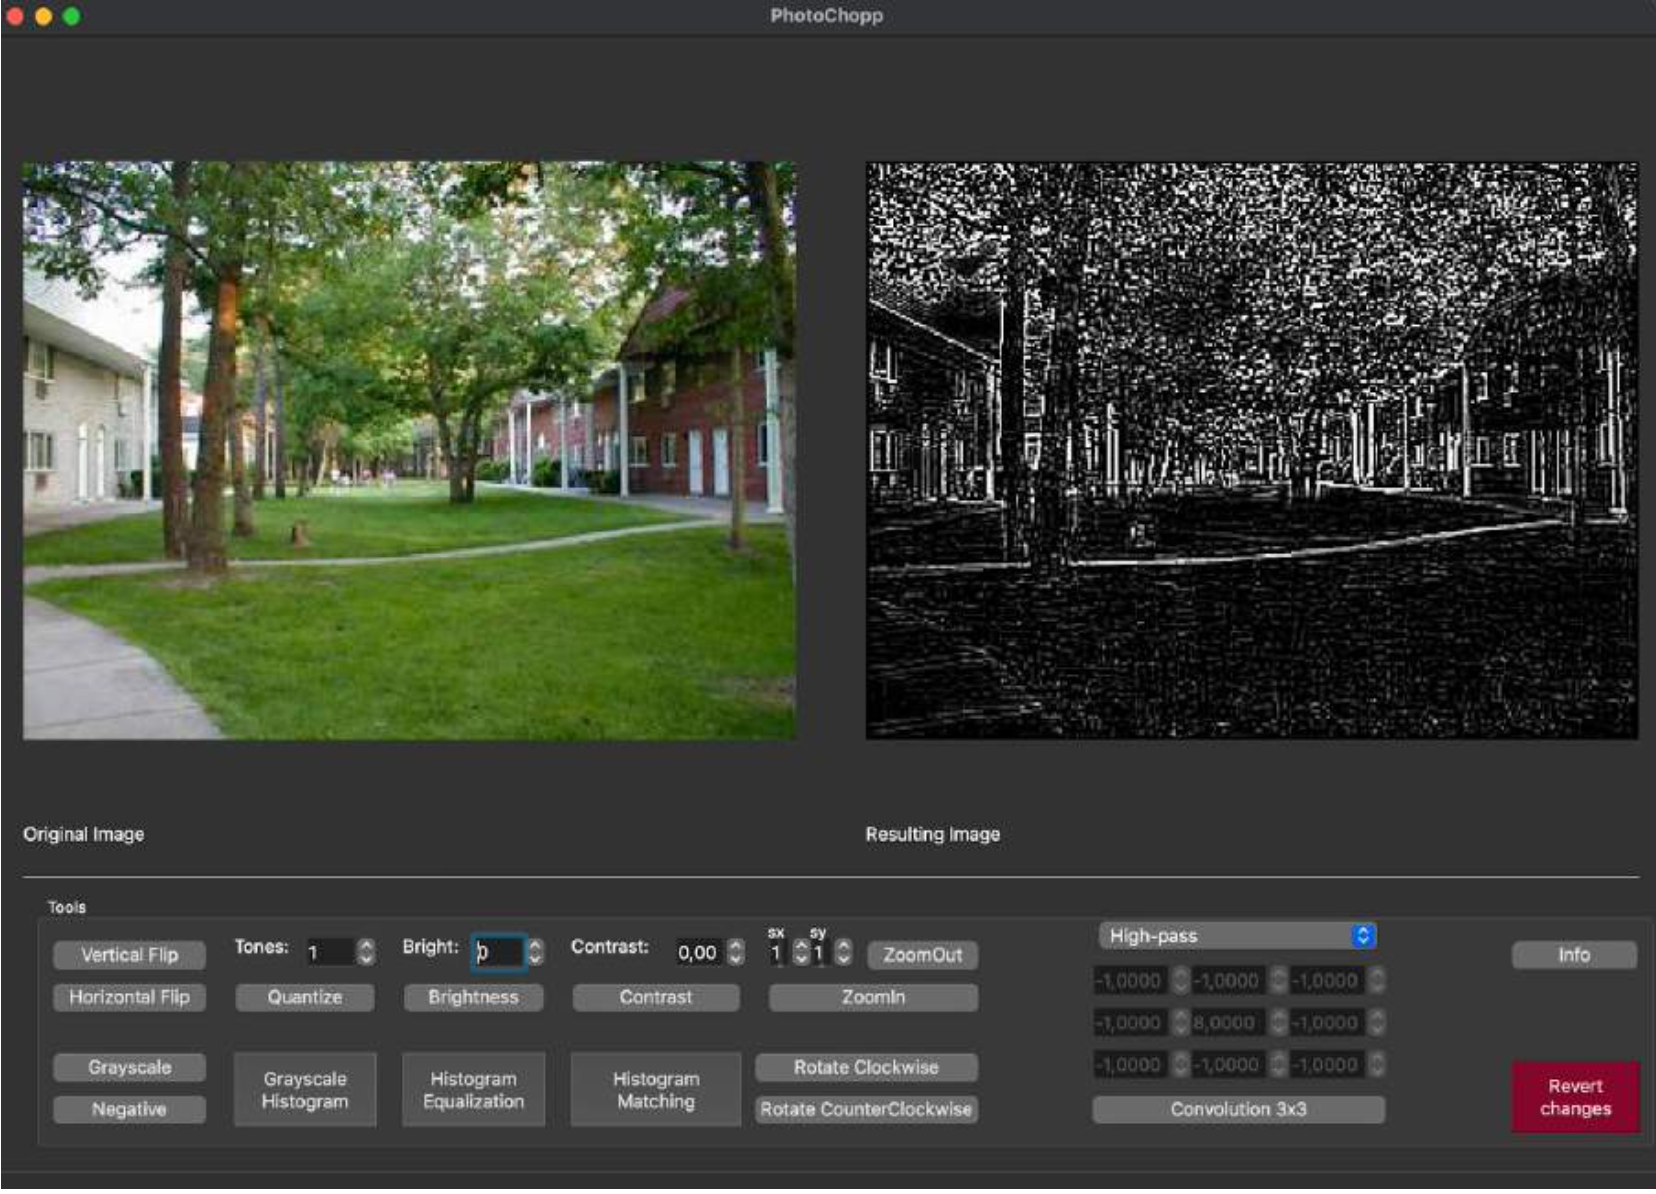 PhotoChopp
Original Image
Resulting Image
Tools
Vertical Flip
Tones: 1
Bright: 0
Contrast: 0,00
sx sy
1 1
ZoomOut
High-pass
Info
Horizontal Flip
Quantize
Brightness
Contrast
ZoomIn
-1,0000 -1,0000 -1,0000
-1,0000 8,0000 -1,0000
-1,0000 -1,0000 -1,0000
Grayscale
Negative
Grayscale
Histogram
Histogram
Equalization
Histogram
Matching
Rotate Clockwise
Rotate CounterClockwise
Convolution 3x3
Revert
changes